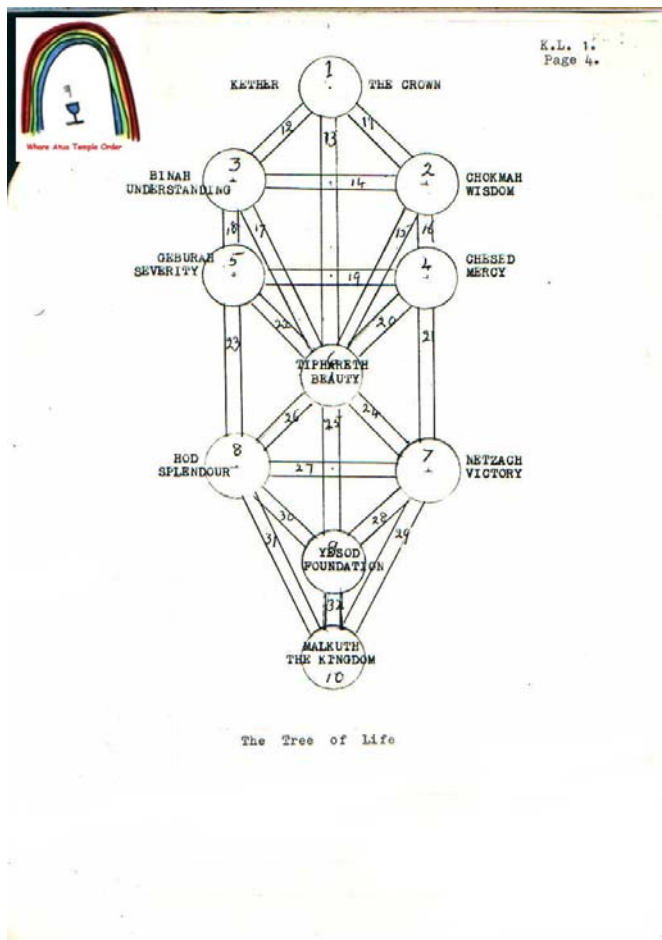 K.L. 1.
Page 4.
9
Where Atua Temple Order
1
KETHER THE CROWN
12 13 11
3 2
BINAH CHOKMAH
UNDERSTANDING WISDOM
14
18 17 15 16
5 4
GEBURAH CHESED
SEVERITY MERCY
19
22 20
23 21
6
TIPHARETH
BEAUTY
26 25 24
8 7
HOD NETZACH
SPLENDOUR VICTORY
27
30 28
31 29
9
YESOD
FOUNDATION
32
MALKUTH
THE KINGDOM
10
The Tree of Life